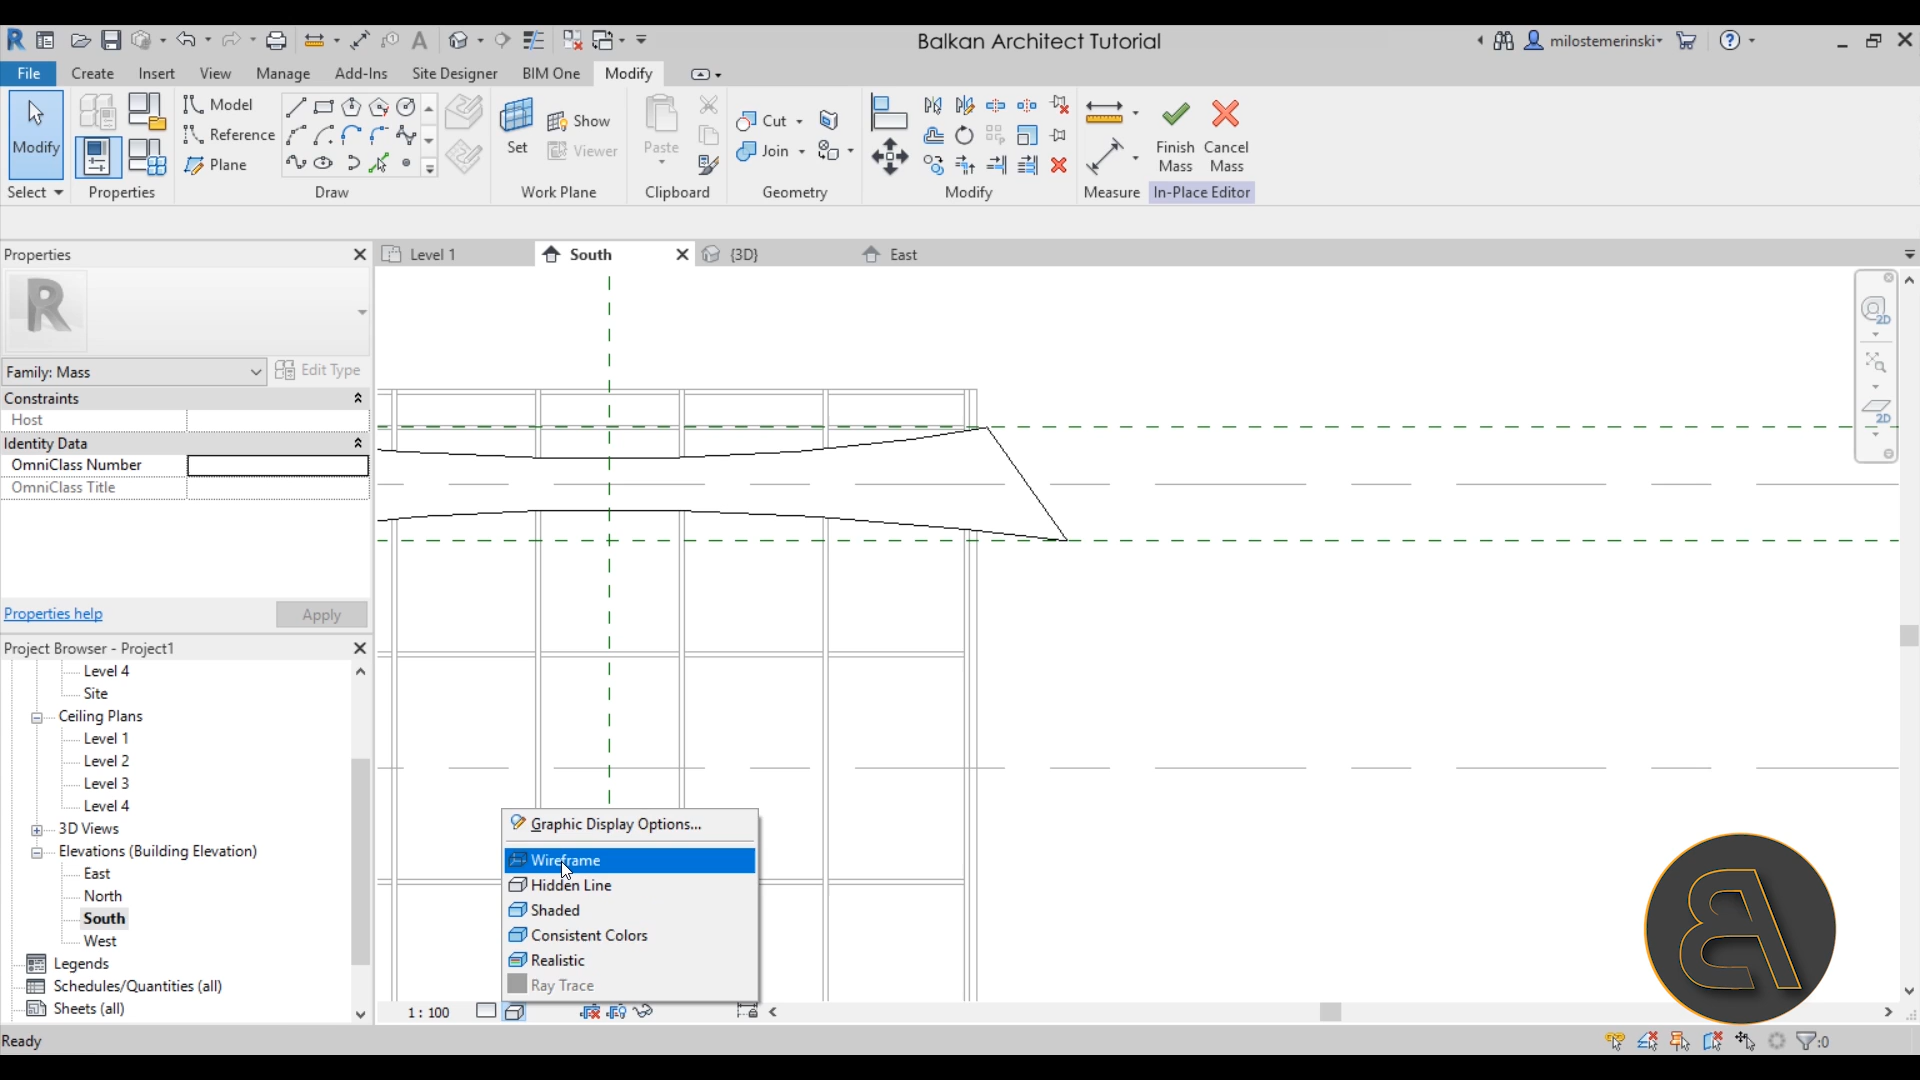 Balkan Architect Tutorial
milostemerinski
File Create Insert View Manage Add-Ins Site Designer BIM One Modify
Modify
Select
Properties
Model
Reference
Plane
Draw
Set
Show
Viewer
Work Plane
Paste
Clipboard
Cut
Join
Geometry
Modify
Measure
Finish Mass
Cancel Mass
In-Place Editor
Properties
Level 1
South
{3D}
East
R
Family: Mass
Edit Type
Constraints
Host
Identity Data
OmniClass Number
OmniClass Title
Properties help
Apply
Project Browser - Project1
Level 4
Site
Ceiling Plans
Level 1
Level 2
Level 3
Level 4
3D Views
Elevations (Building Elevation)
East
North
South
West
Legends
Schedules/Quantities (all)
Sheets (all)
2D
2D
Graphic Display Options...
Wireframe
Hidden Line
Shaded
Consistent Colors
Realistic
Ray Trace
1 : 100
Ready
:0